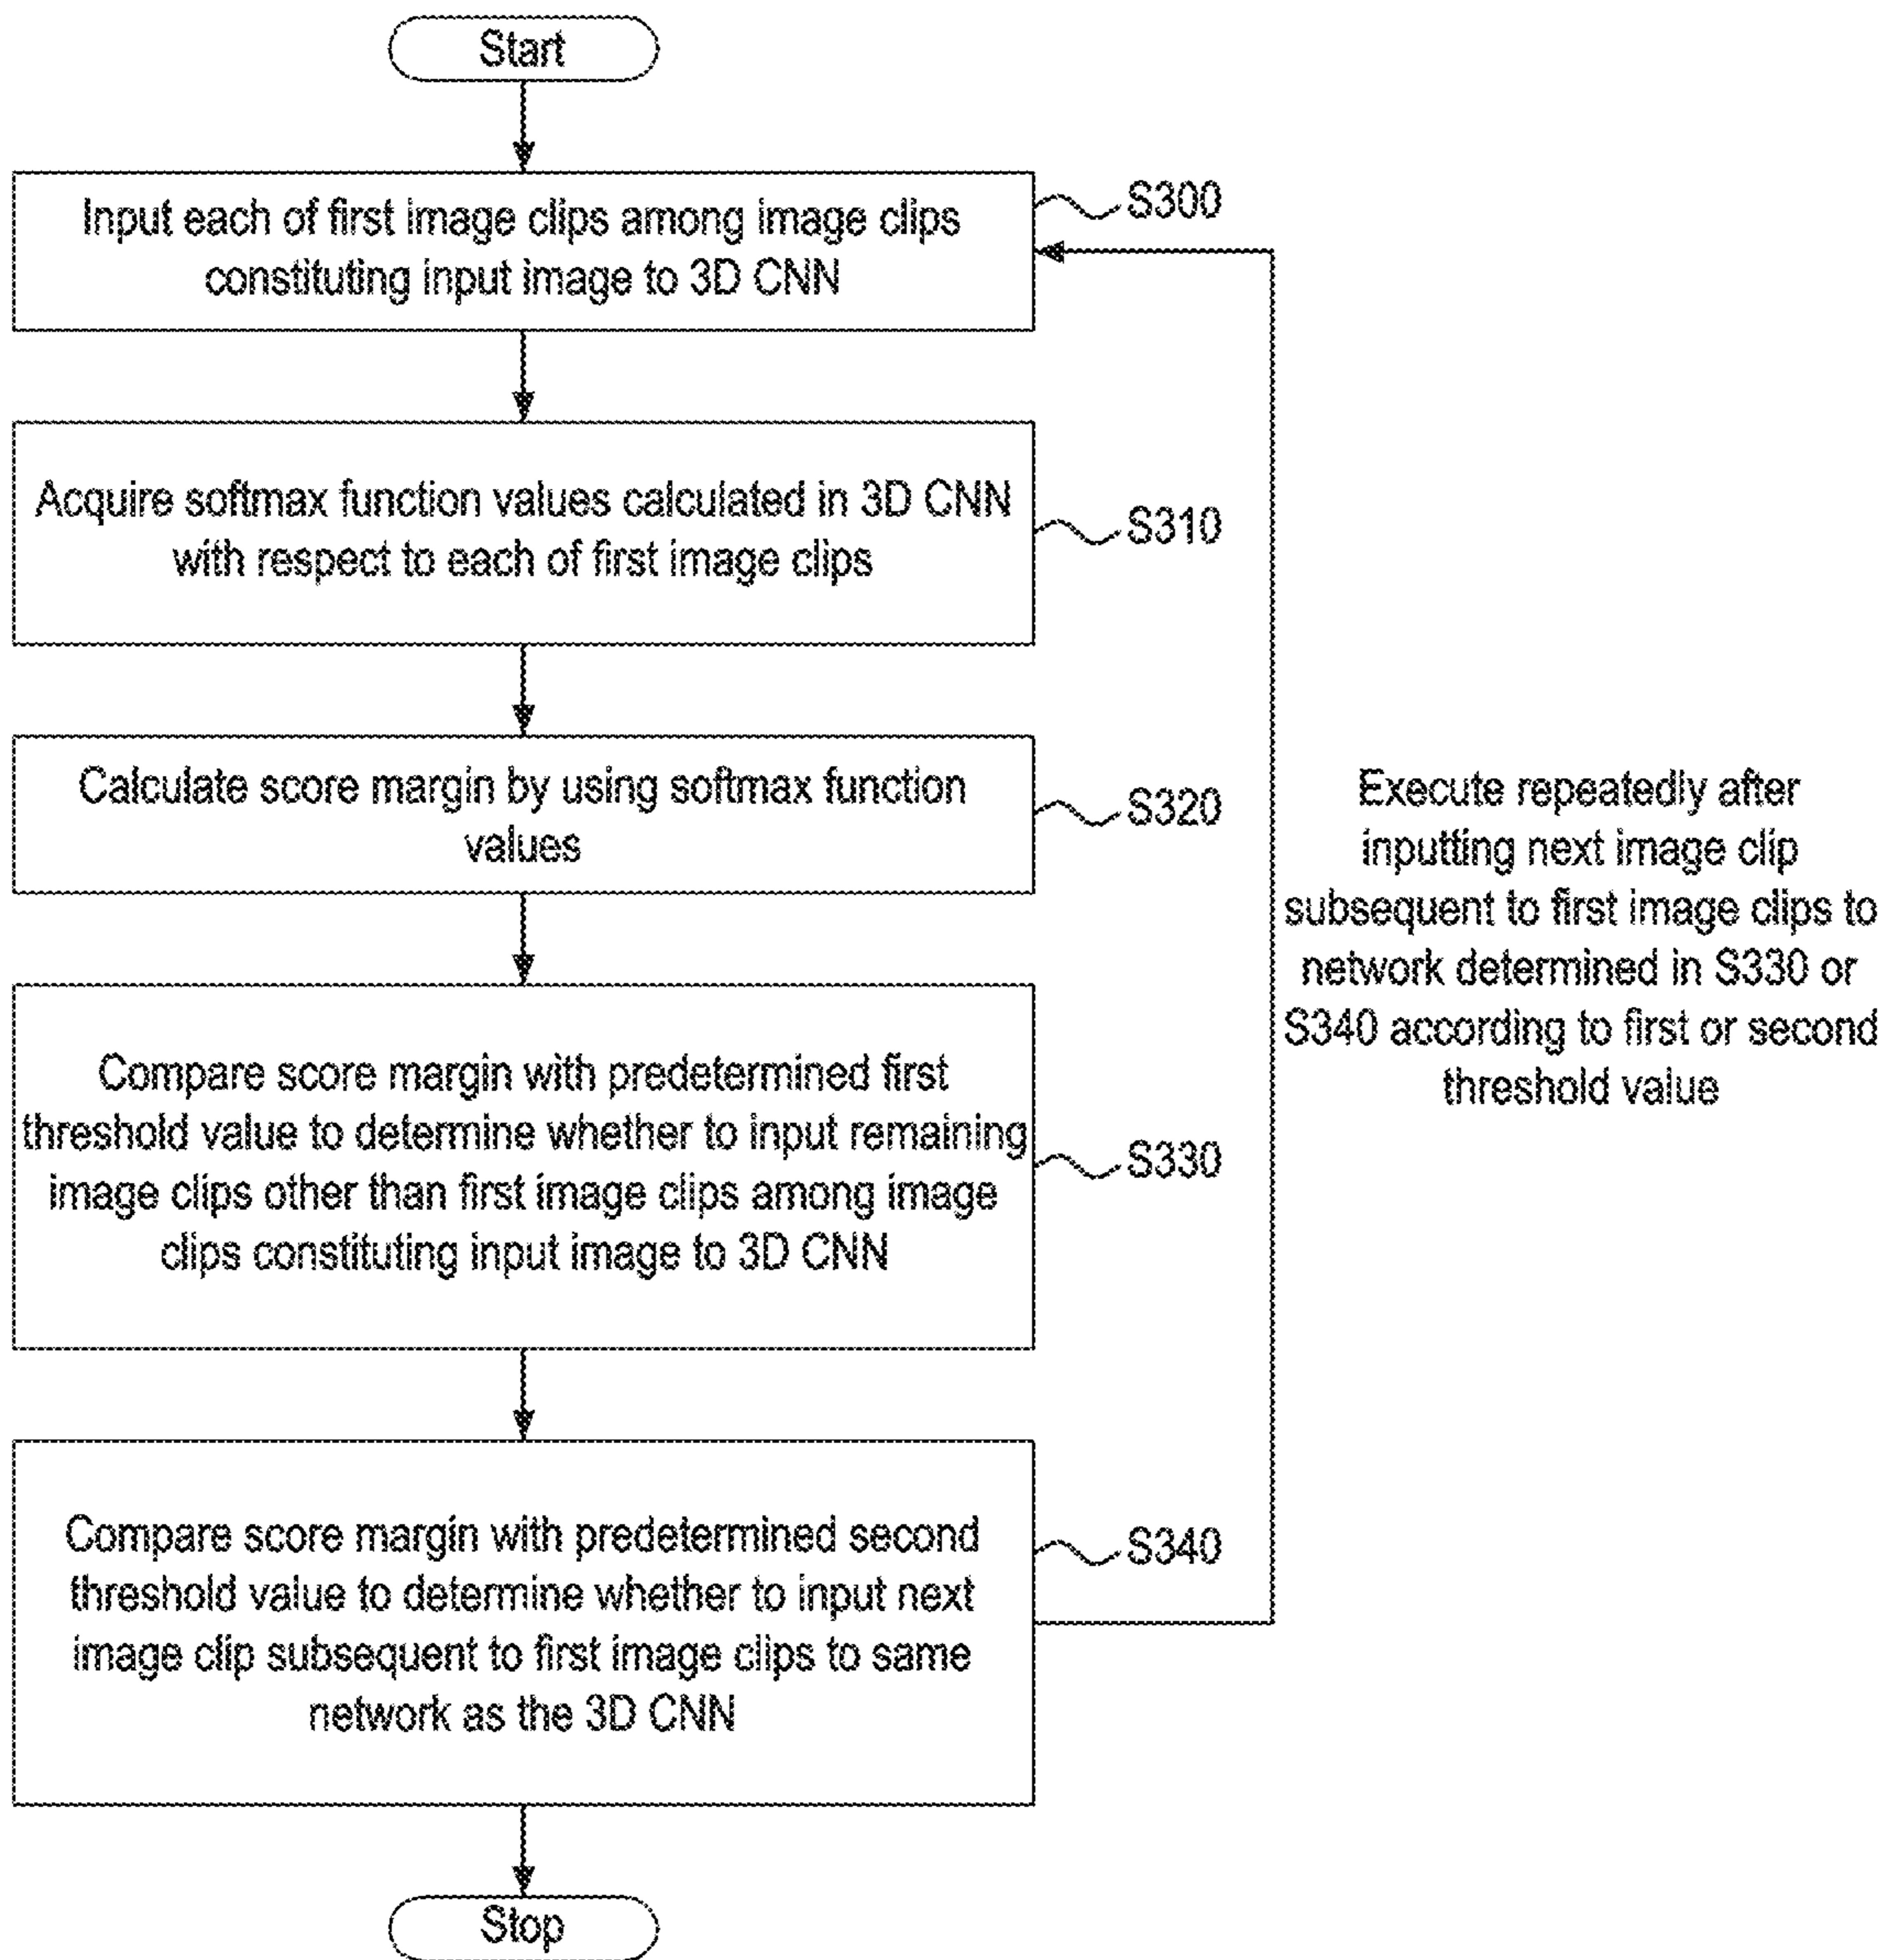 Start
Input each of first image clips among image clips
constituting input image to 3D CNN
S300
Acquire softmax function values calculated in 3D CNN
with respect to each of first image clips
S310
Calculate score margin by using softmax function
values
S320
Compare score margin with predetermined first
threshold value to determine whether to input remaining
image clips other than first image clips among image
clips constituting input image to 3D CNN
S330
Compare score margin with predetermined second
threshold value to determine whether to input next
image clip subsequent to first image clips to same
network as the 3D CNN
S340
Execute repeatedly after
inputting next image clip
subsequent to first image clips to
network determined in S330 or
S340 according to first or second
threshold value
Stop